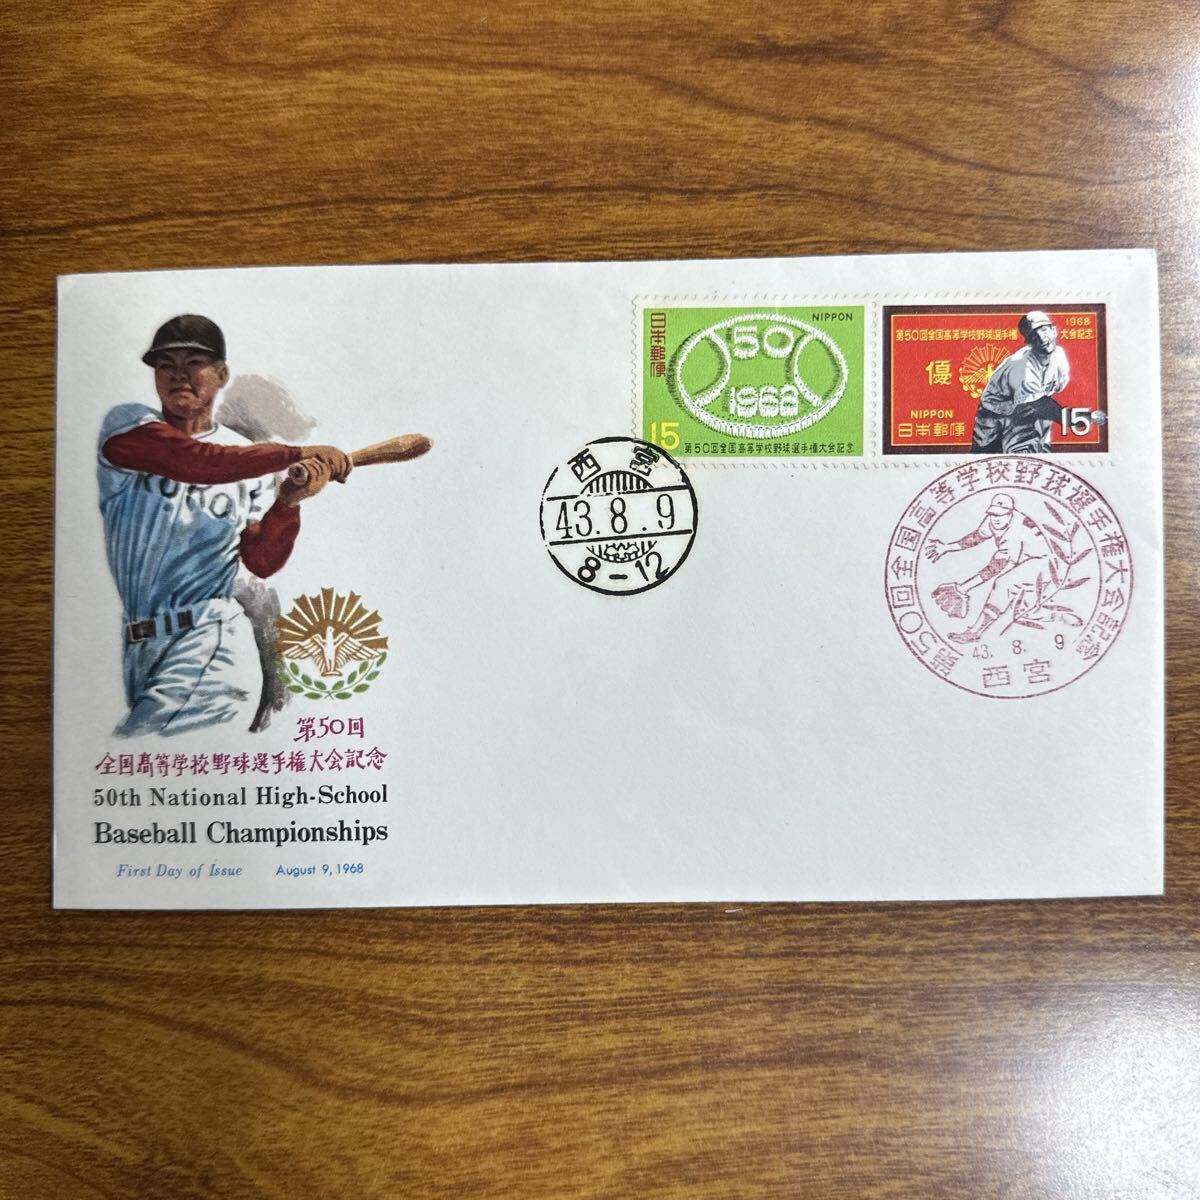 日本郵便
NIPPON
50
1968
15
第50回全国高等学校野球選手権大会記念
1968
第50回全国高等学校野球選手権
大会記念
優
NIPPON
日本郵便
15
西宮
43.8.9
8-12
第50回全国高等学校野球選手権大会記念
43. 8. 9
西宮
第50回
全国高等学校野球選手権大会記念
50th National High-School
Baseball Championships
First Day of Issue August 9, 1968